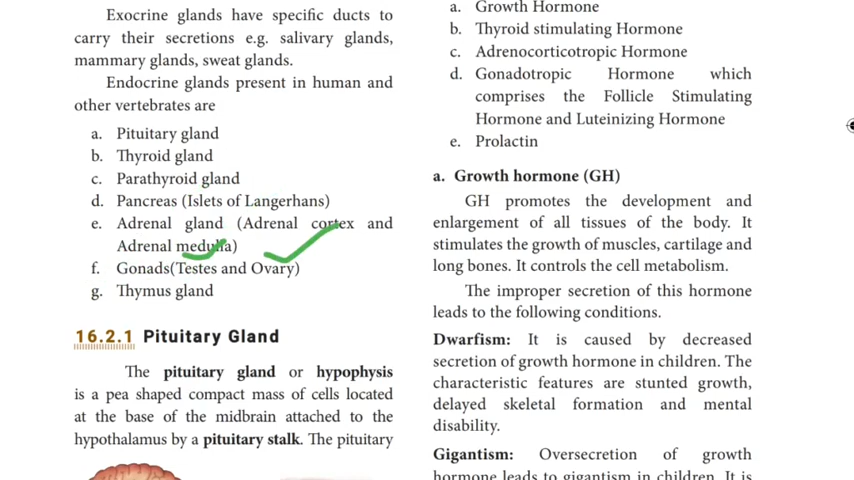 Exocrine glands have specific ducts to
carry their secretions e.g. salivary glands,
mammary glands, sweat glands.
Endocrine glands present in human and
other vertebrates are
a. Pituitary gland
b. Thyroid gland
c. Parathyroid gland
d. Pancreas (Islets of Langerhans)
e. Adrenal gland (Adrenal cortex and
Adrenal medulla)
f. Gonads(Testes and Ovary)
g. Thymus gland
16.2.1 Pituitary Gland
The pituitary gland or hypophysis
is a pea shaped compact mass of cells located
at the base of the midbrain attached to the
hypothalamus by a pituitary stalk. The pituitary
a. Growth Hormone
b. Thyroid stimulating Hormone
c. Adrenocorticotropic Hormone
d. Gonadotropic Hormone which
comprises the Follicle Stimulating
Hormone and Luteinizing Hormone
e. Prolactin
a. Growth hormone (GH)
GH promotes the development and
enlargement of all tissues of the body. It
stimulates the growth of muscles, cartilage and
long bones. It controls the cell metabolism.
The improper secretion of this hormone
leads to the following conditions.
Dwarfism: It is caused by decreased
secretion of growth hormone in children. The
characteristic features are stunted growth,
delayed skeletal formation and mental
disability.
Gigantism: Oversecretion of growth
hormone leads to gigantism in children. It is